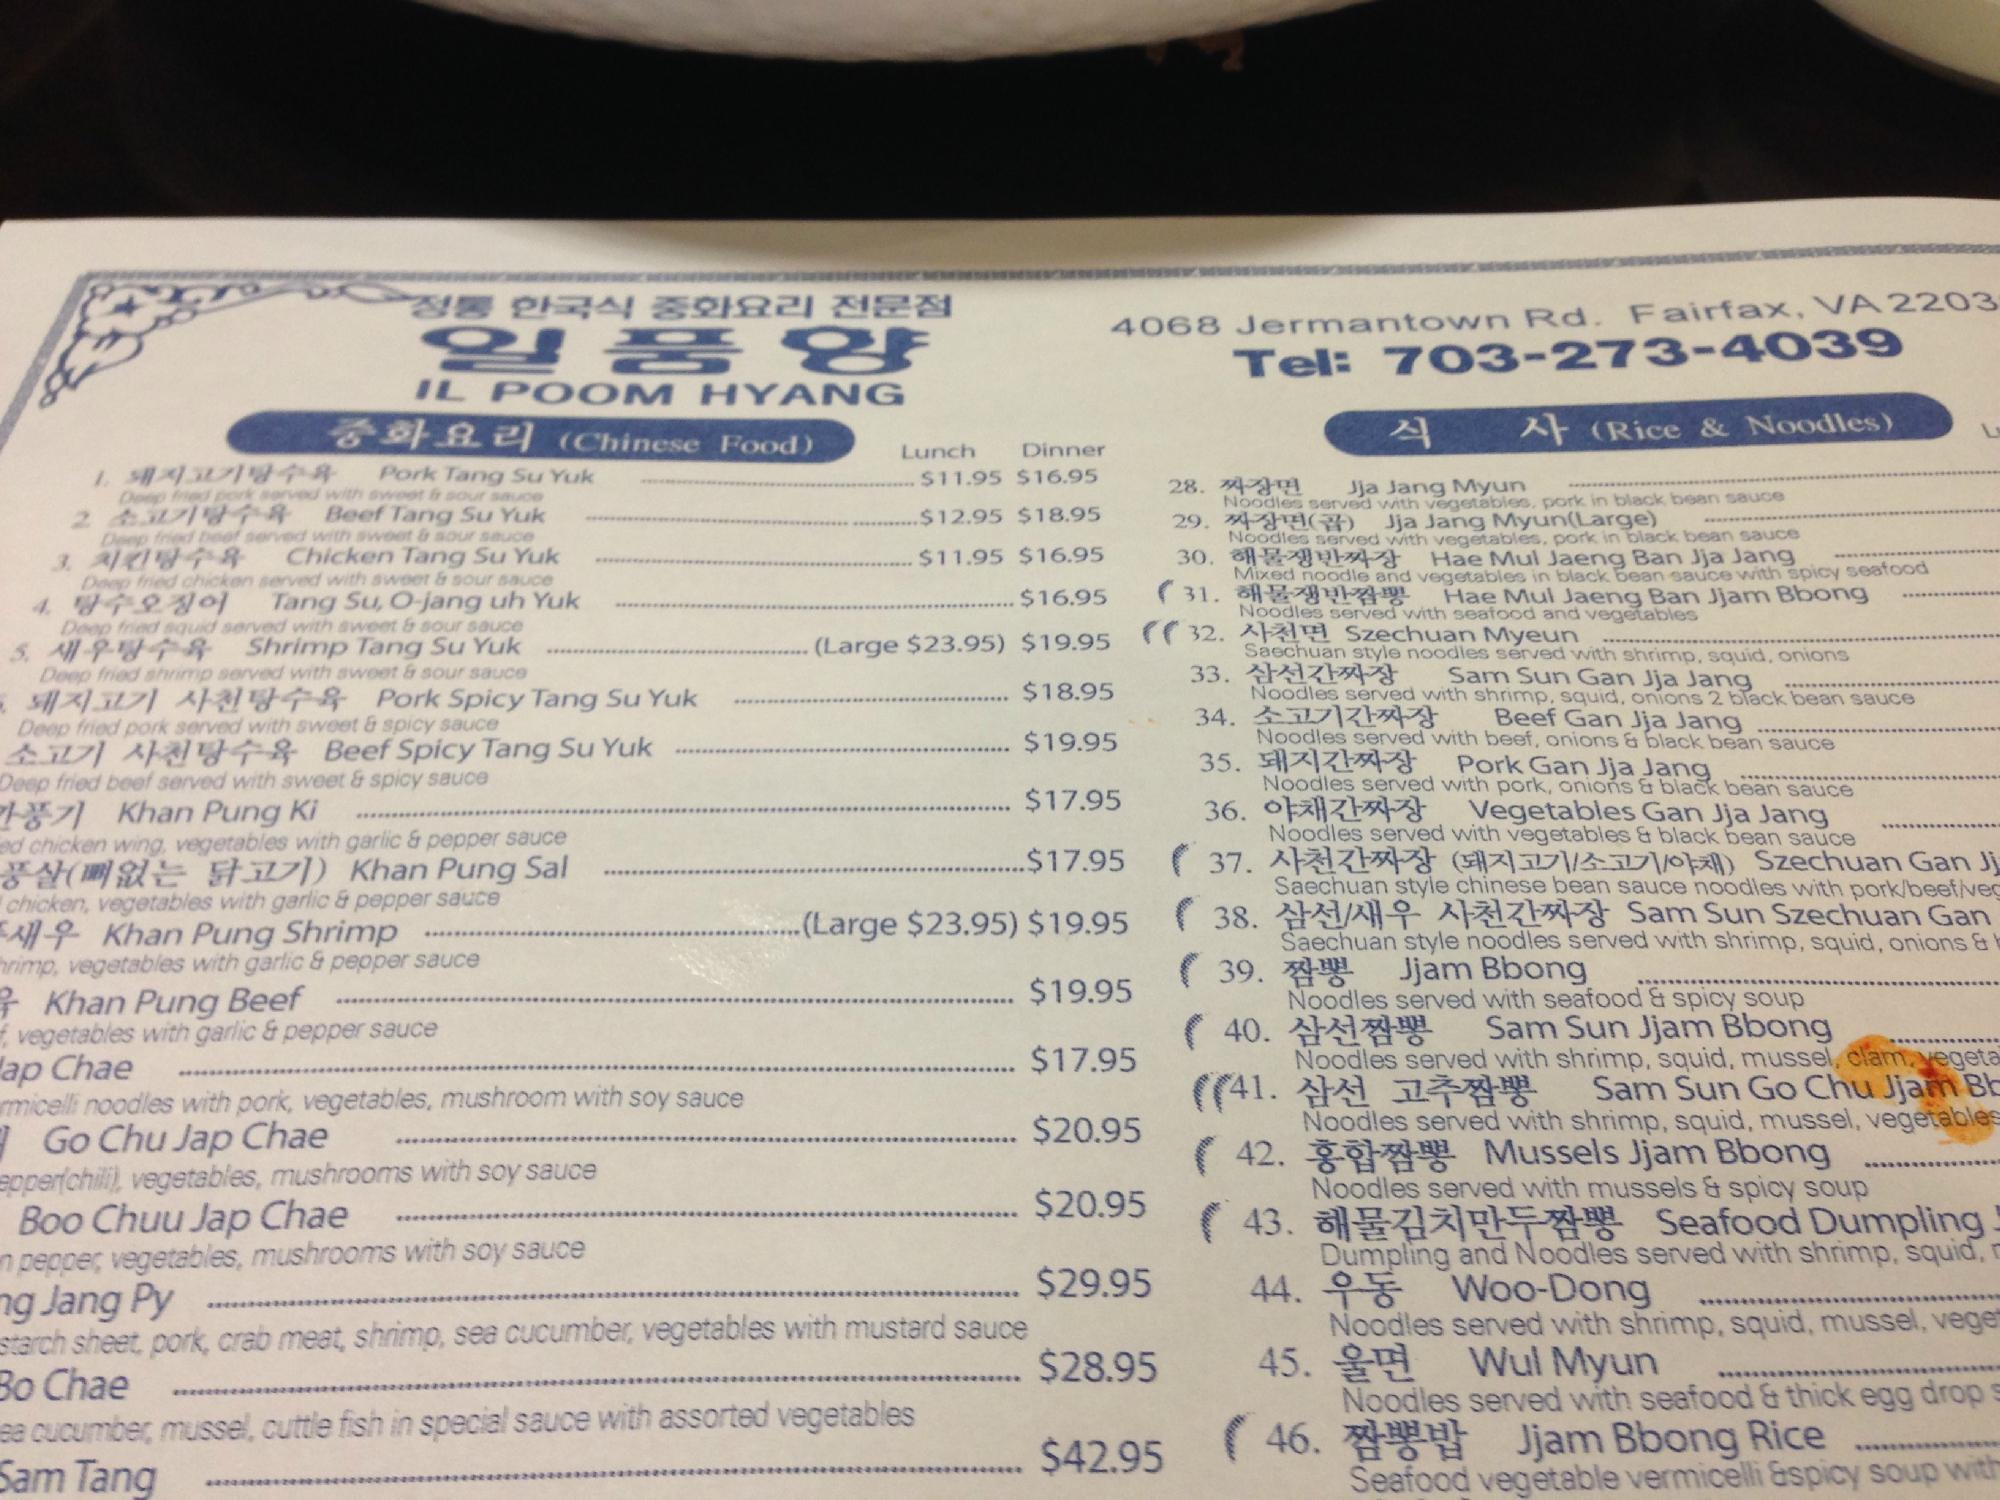 정통 한국식 중화요리 전문점
일품향
IL POOM HYANG
중화요리 (Chinese Food)
Lunch Dinner
1. 돼지고기탕수육 Pork Tang Su Yuk $11.95 $16.95
Deep fried pork served with sweet & sour sauce
2. 소고기탕수육 Beef Tang Su Yuk $12.95 $18.95
Deep fried beef served with sweet & sour sauce
3. 치킨탕수육 Chicken Tang Su Yuk $11.95 $16.95
Deep fried chicken served with sweet & sour sauce
4. 탕수오징어 Tang Su, O-jang uh Yuk $16.95
Deep fried squid served with sweet & sour sauce
5. 새우탕수육 Shrimp Tang Su Yuk (Large $23.95) $19.95
Deep fried shrimp served with sweet & sour sauce
돼지고기 사천탕수육 Pork Spicy Tang Su Yuk $18.95
Deep fried pork served with sweet & spicy sauce
소고기 사천탕수육 Beef Spicy Tang Su Yuk $19.95
Deep fried beef served with sweet & spicy sauce
깐풍기 Khan Pung Ki $17.95
ed chicken wing, vegetables with garlic & pepper sauce
풍살(뼈없는 닭고기) Khan Pung Sal $17.95
chicken, vegetables with garlic & pepper sauce
새우 Khan Pung Shrimp (Large $23.95) $19.95
hrimp, vegetables with garlic & pepper sauce
육 Khan Pung Beef $19.95
f, vegetables with garlic & pepper sauce
Jap Chae $17.95
rmicelli noodles with pork, vegetables, mushroom with soy sauce
Go Chu Jap Chae $20.95
epper(chili), vegetables, mushrooms with soy sauce
Boo Chuu Jap Chae $20.95
n pepper, vegetables, mushrooms with soy sauce
ng Jang Py $29.95
starch sheet, pork, crab meat, shrimp, sea cucumber, vegetables with mustard sauce
Bo Chae $28.95
ea cucumber, mussel, cuttle fish in special sauce with assorted vegetables
Sam Tang $42.95
4068 Jermantown Rd. Fairfax, VA 2203
Tel: 703-273-4039
식 사 (Rice & Noodles)
28. 짜장면 Jja Jang Myun
Noodles served with vegetables, pork in black bean sauce
29. 짜장면(곱) Jja Jang Myun(Large)
Noodles served with vegetables, pork in black bean sauce
30. 해물쟁반짜장 Hae Mul Jaeng Ban Jja Jang
Mixed noodle and vegetables in black bean sauce with spicy seafood
31. 해물쟁반짬뽕 Hae Mul Jaeng Ban Jjam Bbong
Noodles served with seafood and vegetables
32. 사천면 Szechuan Myeun
Saechuan style noodles served with shrimp, squid, onions
33. 삼선간짜장 Sam Sun Gan Jja Jang
Noodles served with shrimp, squid, onions 2 black bean sauce
34. 소고기간짜장 Beef Gan Jja Jang
Noodles served with beef, onions & black bean sauce
35. 돼지간짜장 Pork Gan Jja Jang
Noodles served with pork, onions & black bean sauce
36. 야채간짜장 Vegetables Gan Jja Jang
Noodles served with vegetables & black bean sauce
37. 사천간짜장 (돼지고기/소고기/야채) Szechuan Gan Jj
Saechuan style chinese bean sauce noodles with pork/beef/veg
38. 삼선/새우 사천간짜장 Sam Sun Szechuan Gan
Saechuan style noodles served with shrimp, squid, onions &
39. 짬뽕 Jjam Bbong
Noodles served with seafood & spicy soup
40. 삼선짬뽕 Sam Sun Jjam Bbong
Noodles served with shrimp, squid, mussel, clam, vegeta
41. 삼선 고추짬뽕 Sam Sun Go Chu Jjam Bb
Noodles served with shrimp, squid, mussel, vegetables
42. 홍합짬뽕 Mussels Jjam Bbong
Noodles served with mussels & spicy soup
43. 해물김치만두짬뽕 Seafood Dumpling J
Dumpling and Noodles served with shrimp, squid,
44. 우동 Woo-Dong
Noodles served with shrimp, squid, mussel, veget
45. 울면 Wul Myun
Noodles served with seafood & thick egg drop s
46. 짬뽕밥 Jjam Bbong Rice
Seafood vegetable vermicelli &spicy soup with